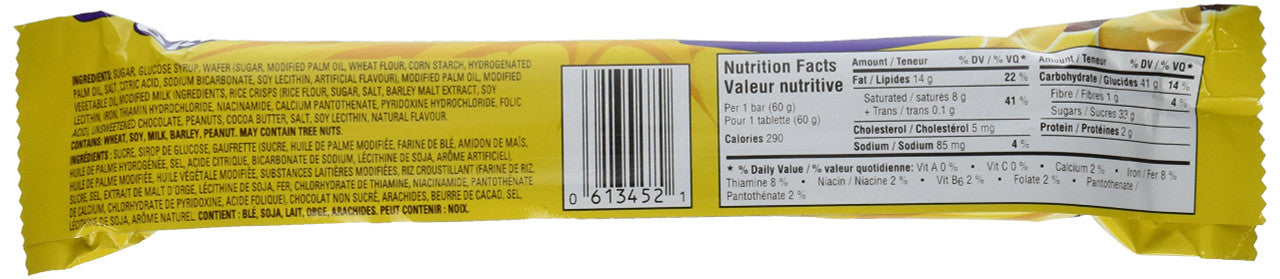 INGREDIENTS: SUGAR, GLUCOSE SYRUP, WAFER (SUGAR, MODIFIED PALM OIL, WHEAT FLOUR, CORN STARCH, HYDROGENATED
PALM OIL, SALT, CITRIC ACID, SODIUM BICARBONATE, SOY LECITHIN, ARTIFICIAL FLAVOUR), MODIFIED PALM OIL, MODIFIED
VEGETABLE OIL, MODIFIED MILK INGREDIENTS, RICE CRISPS (RICE FLOUR, SUGAR, SALT, BARLEY MALT EXTRACT, SOY
LECITHIN, IRON, THIAMIN HYDROCHLORIDE, NIACINAMIDE, CALCIUM PANTOTHENATE, PYRIDOXINE HYDROCHLORIDE, FOLIC
ACID), UNSWEETENED CHOCOLATE, PEANUTS, COCOA BUTTER, SALT, SOY LECITHIN, NATURAL FLAVOUR.
CONTAINS: WHEAT, SOY, MILK, BARLEY, PEANUT. MAY CONTAIN TREE NUTS.
INGRÉDIENTS : SUCRE, SIROP DE GLUCOSE, GAUFRETTE (SUCRE, HUILE DE PALME MODIFIÉE, FARINE DE BLÉ, AMIDON DE MAÏS,
HUILE DE PALME HYDROGÉNÉE, SEL, ACIDE CITRIQUE, BICARBONATE DE SODIUM, LÉCITHINE DE SOJA, ARÔME ARTIFICIEL),
HUILE DE PALME MODIFIÉE, HUILE VÉGÉTALE MODIFIÉE, SUBSTANCES LAITIÈRES MODIFIÉES, RIZ CROUSTILLANT (FARINE DE RIZ,
SUCRE, SEL, EXTRAIT DE MALT D'ORGE, LÉCITHINE DE SOJA, FER, CHLORHYDRATE DE THIAMINE, NIACINAMIDE, PANTOTHÉNATE
DE CALCIUM, CHLORHYDRATE DE PYRIDOXINE, ACIDE FOLIQUE), CHOCOLAT NON SUCRÉ, ARACHIDES, BEURRE DE CACAO, SEL,
LÉCITHINE DE SOJA, ARÔME NATUREL. CONTIENT : BLÉ, SOJA, LAIT, ORGE, ARACHIDES. PEUT CONTENIR : NOIX.
0 613452 1
Nutrition Facts
Valeur nutritive
Per 1 bar (60 g)
Pour 1 tablette (60 g)
Calories 290
Amount / Teneur % DV / % VQ*
Fat / Lipides 14 g 22 %
Saturated / saturés 8 g
+ Trans / trans 0.1 g 41 %
Cholesterol / Cholestérol 5 mg
Sodium / Sodium 85 mg 4 %
Amount / Teneur % DV / % VQ*
Carbohydrate / Glucides 41 g 14 %
Fibre / Fibres 1 g 4 %
Sugars / Sucres 33 g
Protein / Protéines 2 g
* % Daily Value / % valeur quotidienne: Vit A 0 % • Vit C 0 % • Calcium 2 % • Iron / Fer 8 %
Thiamine 8 % • Niacin / Niacine 2 % • Vit B6 2 % • Folate 2 % • Pantothenate /
Pantothénate 2 %